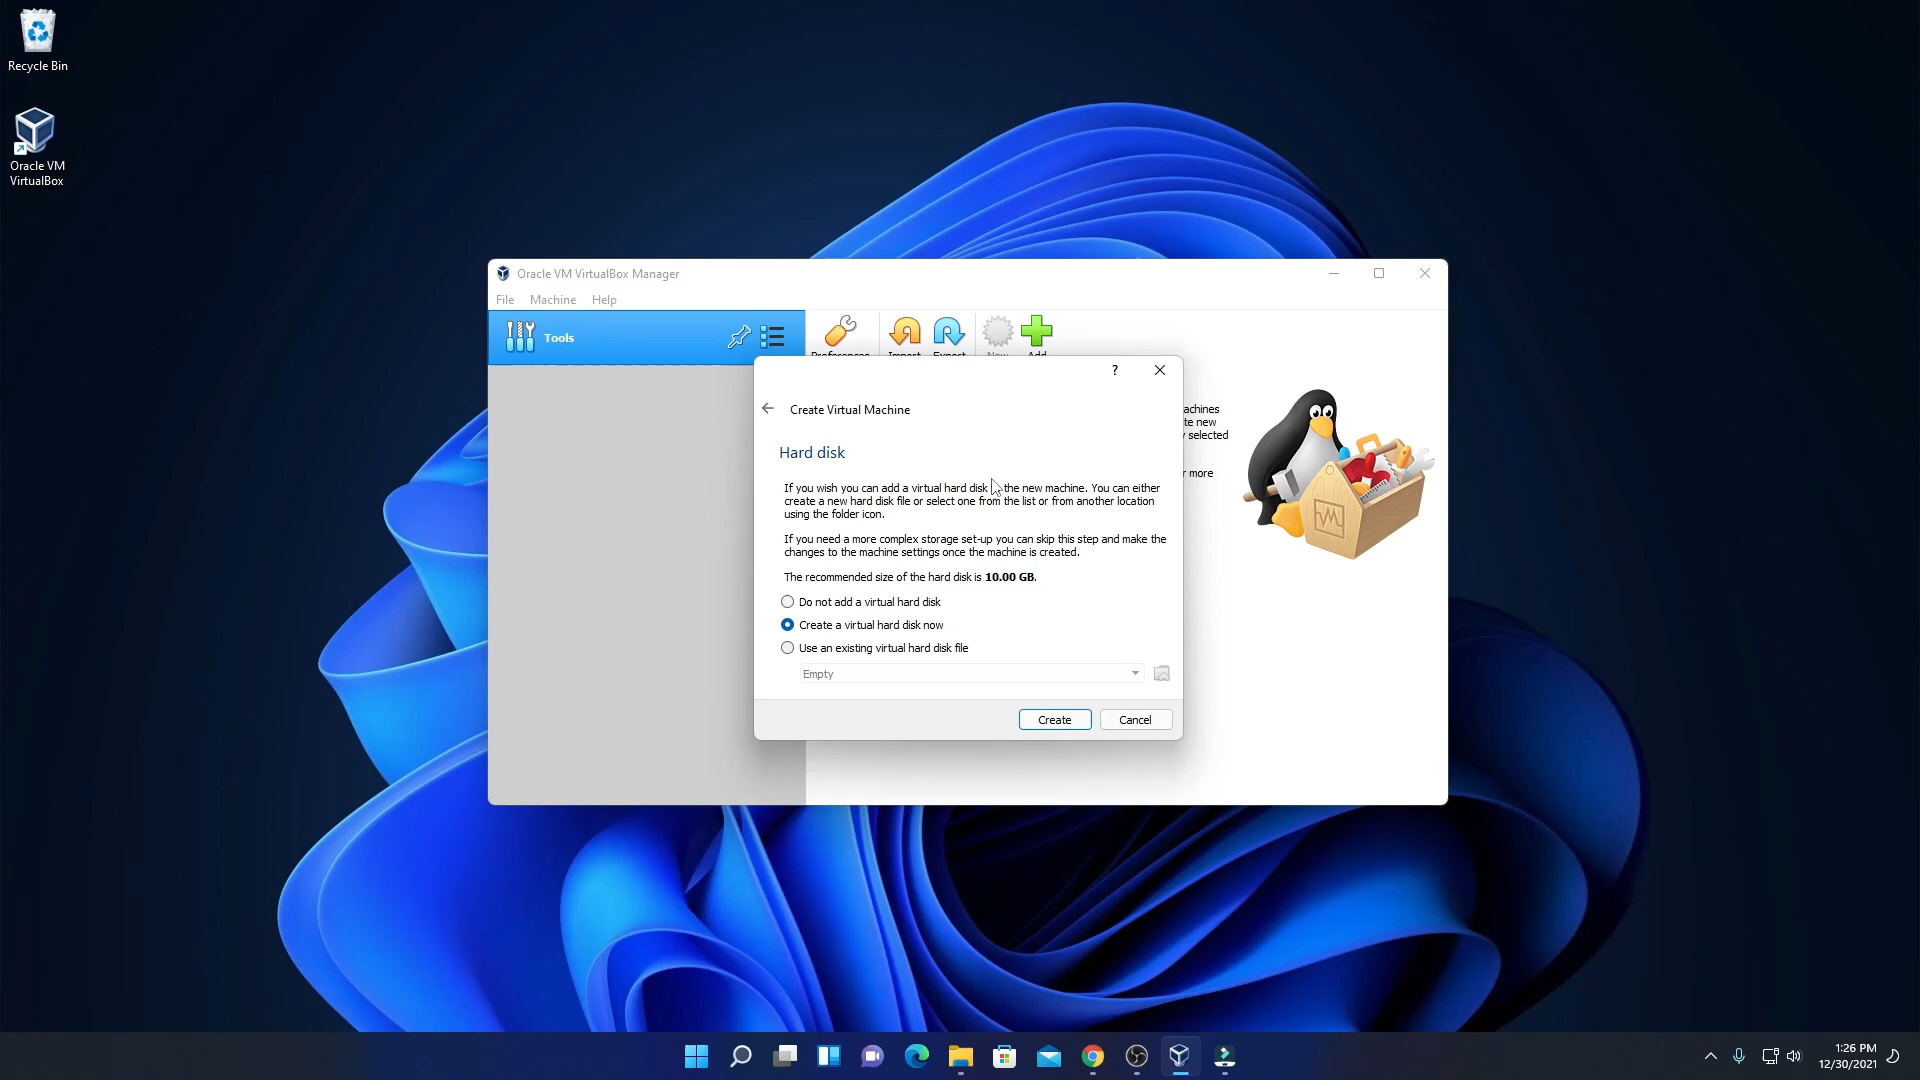 Recycle Bin
Oracle VM
VirtualBox
Oracle VM VirtualBox Manager
File Machine Help
Tools
Preferences Import Export New Add
achines
te new
selected
r more
?
Create Virtual Machine
Hard disk
If you wish you can add a virtual hard disk the new machine. You can either
create a new hard disk file or select one from the list or from another location
using the folder icon.
If you need a more complex storage set-up you can skip this step and make the
changes to the machine settings once the machine is created.
The recommended size of the hard disk is 10.00 GB.
Do not add a virtual hard disk
Create a virtual hard disk now
Use an existing virtual hard disk file
Empty
Create Cancel
1:26 PM
12/30/2021